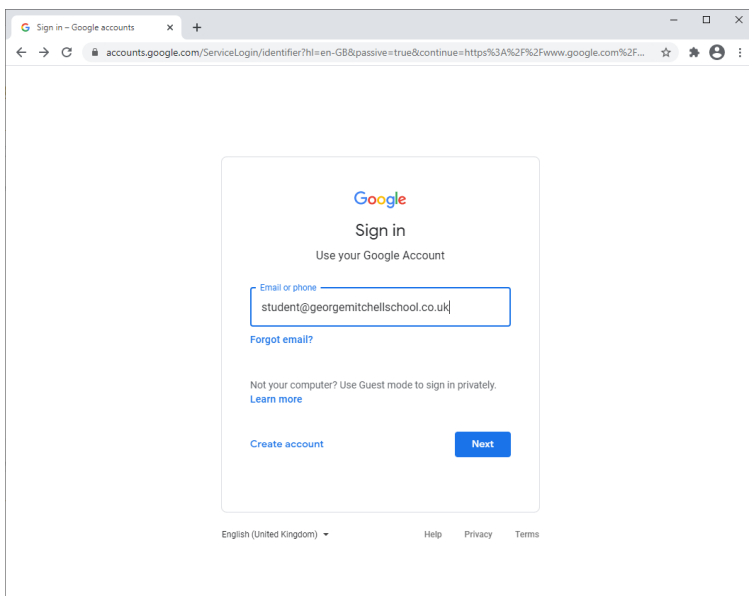 Sign in – Google accounts
accounts.google.com/ServiceLogin/identifier?hl=en-GB&passive=true&continue=https%3A%2F%2Fwww.google.com%2F...
Google
Sign in
Use your Google Account
Email or phone
student@georgemitchellschool.co.uk
Forgot email?
Not your computer? Use Guest mode to sign in privately.
Learn more
Create account Next
English (United Kingdom) Help Privacy Terms